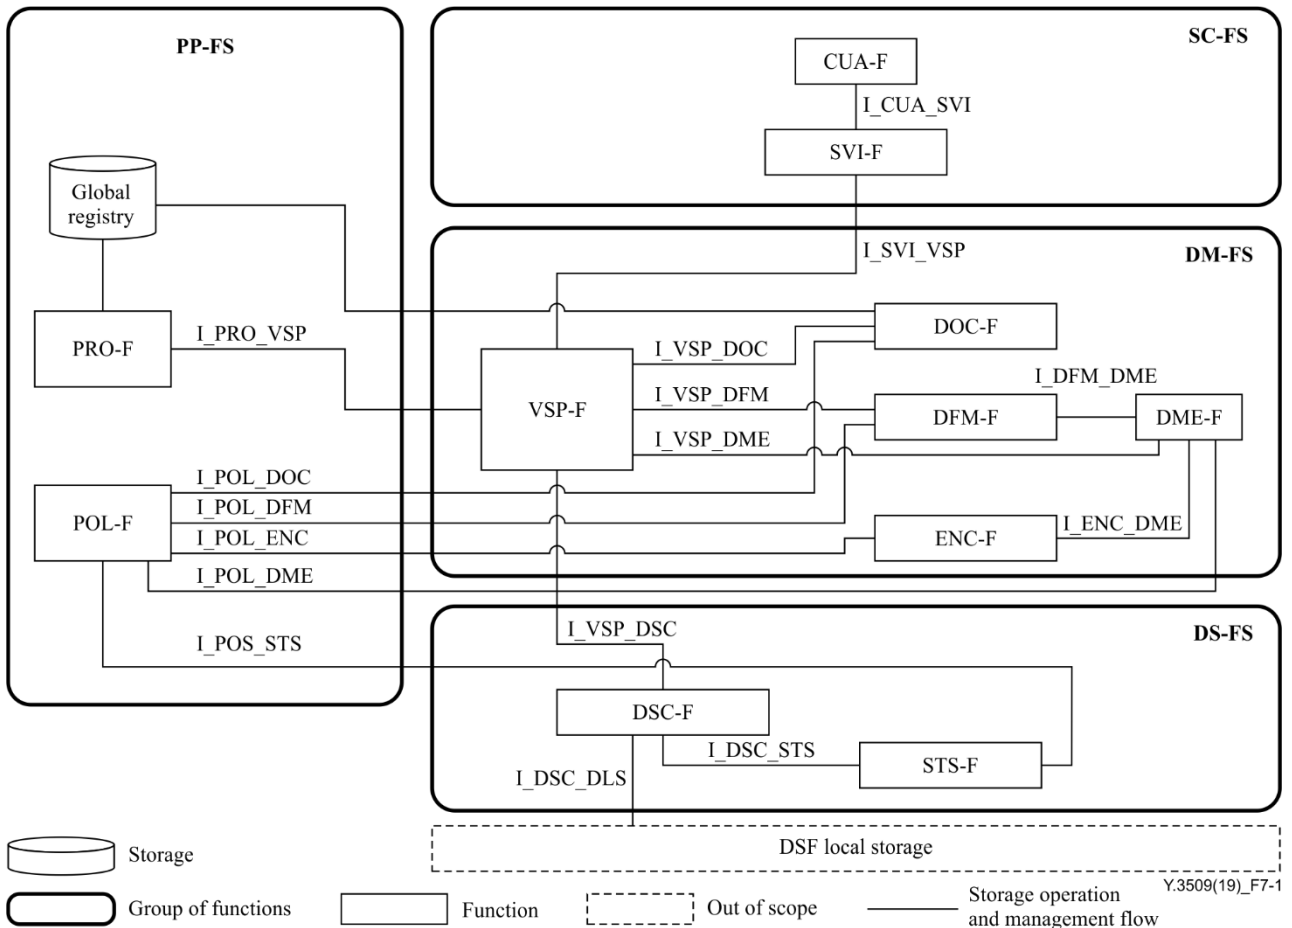 PP-FS
SC-FS
CUA-F
I_CUA_SVI
SVI-F
Global
registry
I_SVI_VSP
DM-FS
PRO-F
I_PRO_VSP
DOC-F
I_VSP_DOC
VSP-F
I_VSP_DFM
I_DFM_DME
DFM-F
DME-F
I_VSP_DME
POL-F
I_POL_DOC
I_POL_DFM
I_POL_ENC
I_POL_DME
ENC-F
I_ENC_DME
I_POS_STS
I_VSP_DSC
DS-FS
DSC-F
I_DSC_STS
STS-F
I_DSC_DLS
DSF local storage
Y.3509(19)_F7-1
Storage
Group of functions
Function
Out of scope
Storage operation
and management flow